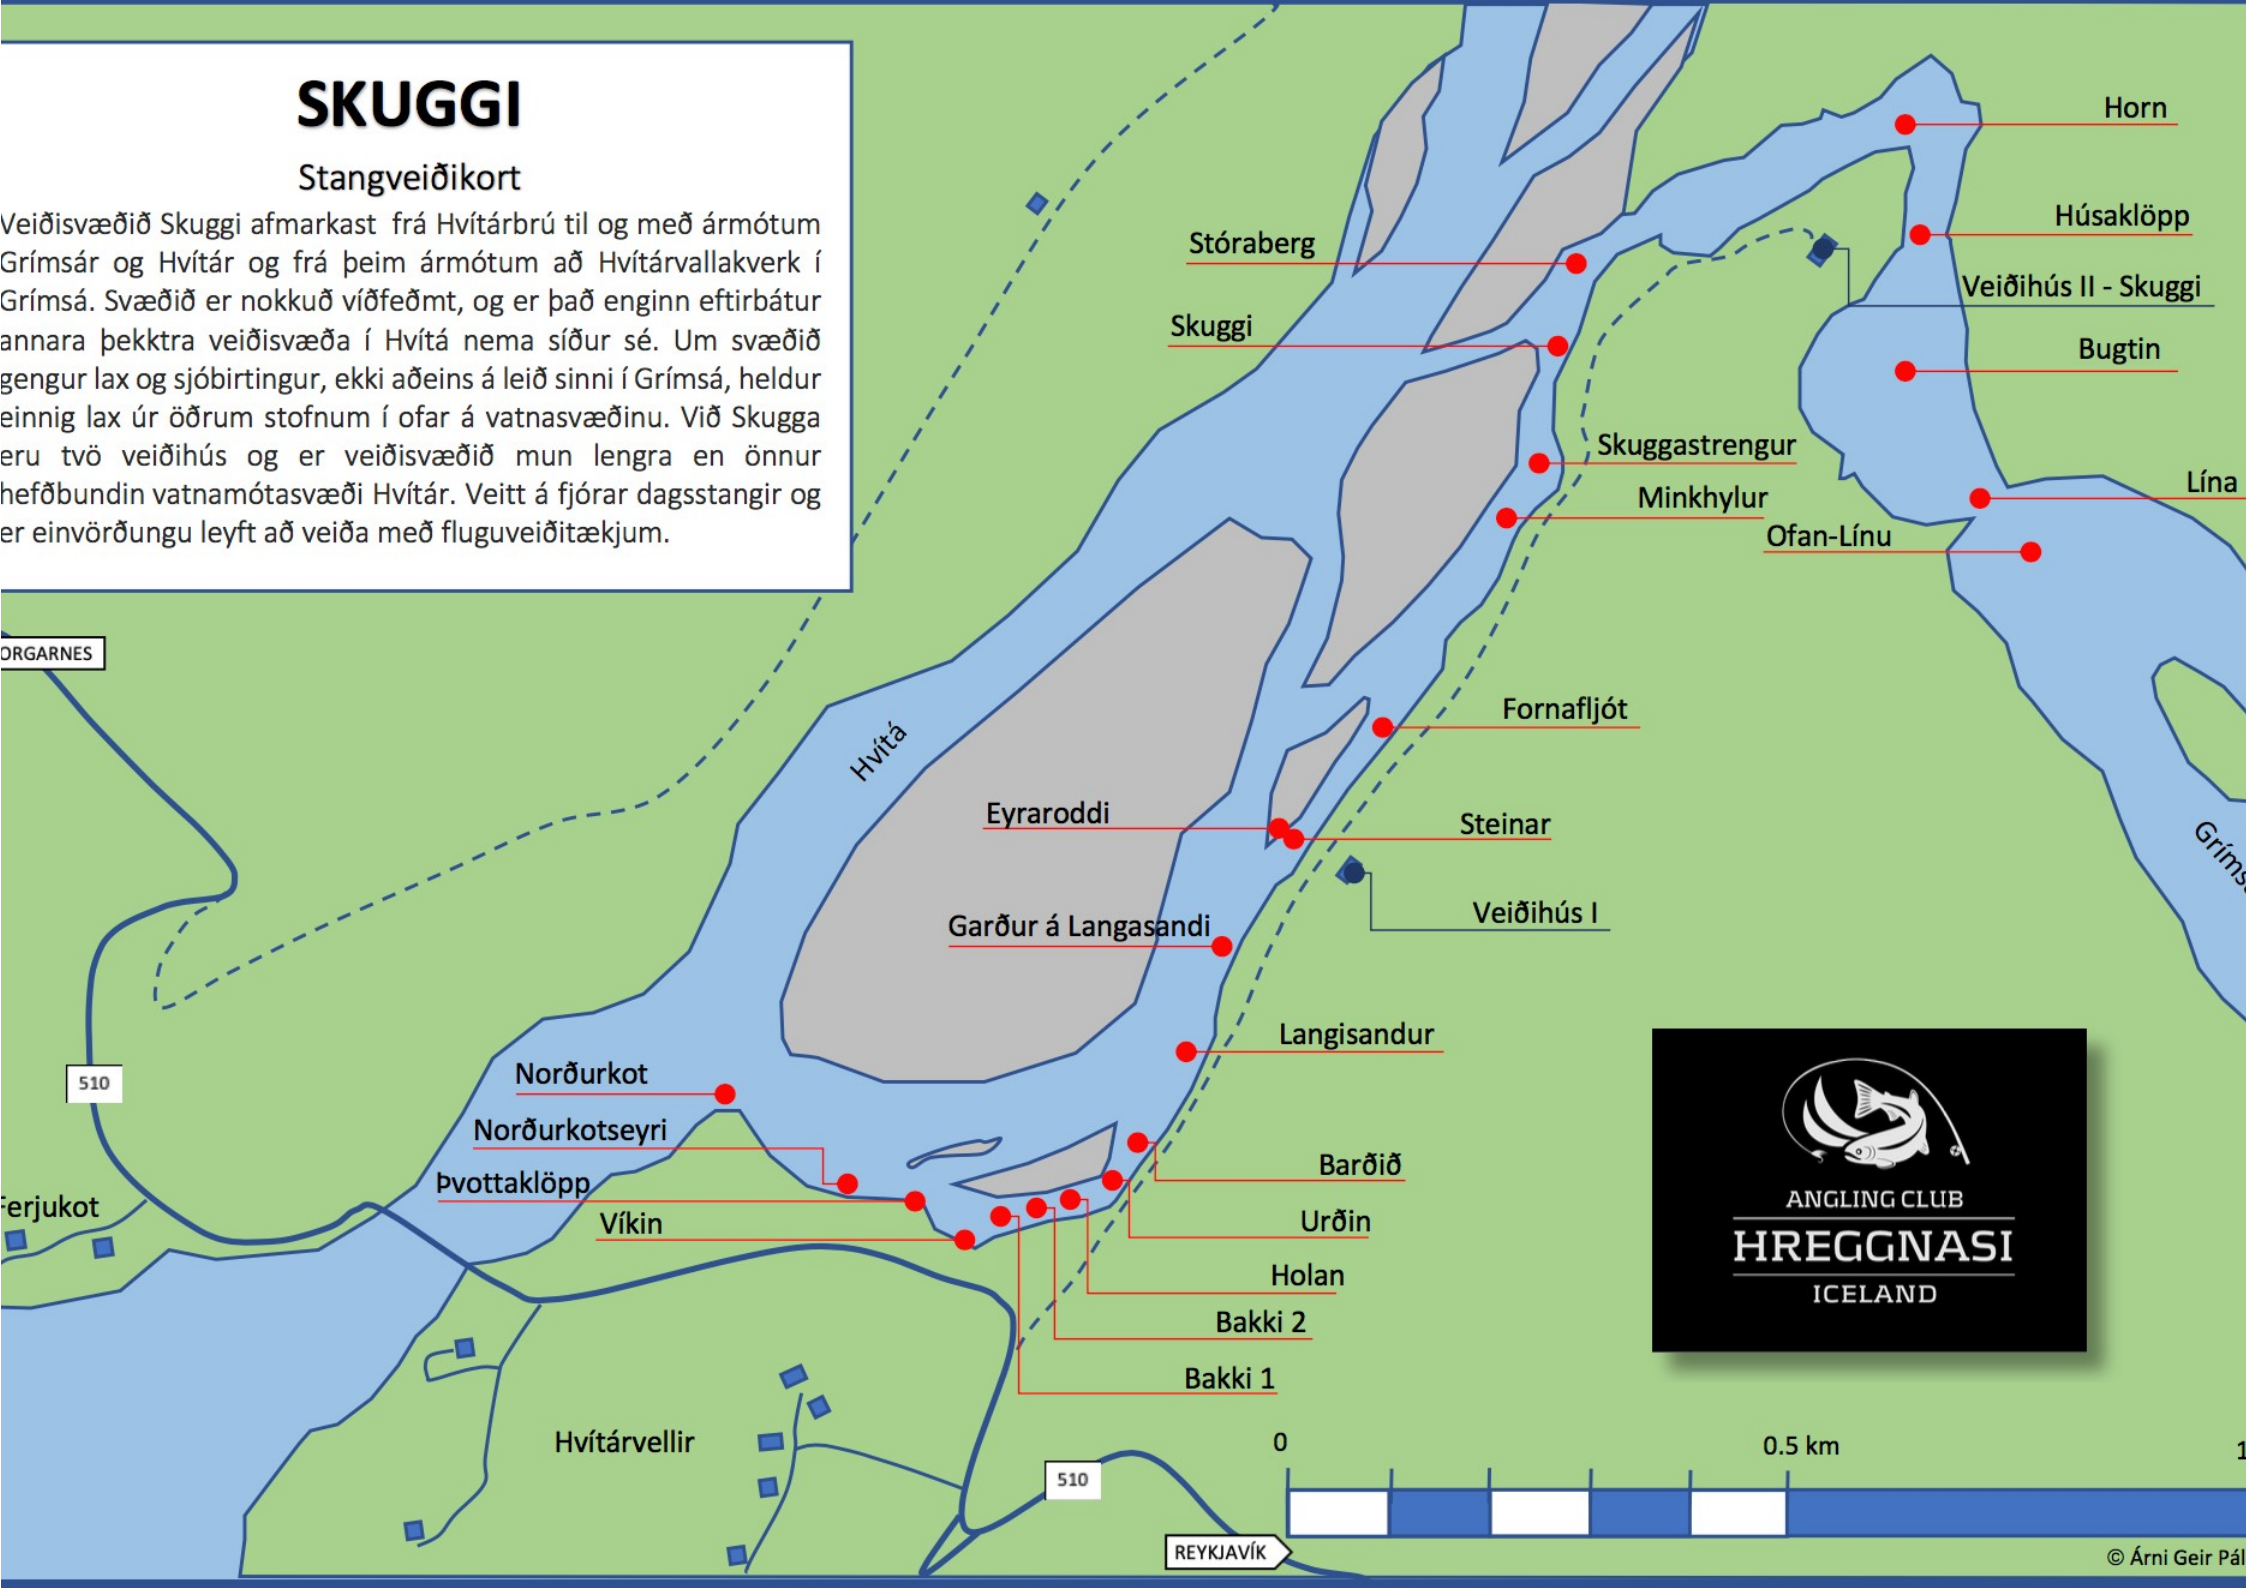 SKUGGI
Stangveiðikort
Veiðisvæðið Skuggi afmarkast frá Hvítárbrú til og með ármótum
Grímsár og Hvítár og frá þeim ármótum að Hvítárvallakverk í
Grímsá. Svæðið er nokkuð víðfeðmt, og er það enginn eftirbátur
annara þekktra veiðisvæða í Hvítá nema síður sé. Um svæðið
gengur lax og sjóbirtingur, ekki aðeins á leið sinni í Grímsá, heldur
einnig lax úr öðrum stofnum í ofar á vatnasvæðinu. Við Skugga
eru tvö veiðihús og er veiðisvæðið mun lengra en önnur
hefðbundin vatnamótasvæði Hvítár. Veitt á fjórar dagsstangir og
er einvörðungu leyft að veiða með fluguveiðitækjum.
Horn
Húsaklöpp
Stóraberg
Veiðihús II - Skuggi
Skuggi
Bugtin
Skuggastrengur
Lína
Minkhylur
Ofan-Línu
ORGARNES
Fornafljót
Hvítá
Eyraroddi
Steinar
Gríms
Veiðihús I
Garður á Langasandi
Langisandur
Norðurkot
510
Norðurkotseyri
Barðið
Þvottaklöpp
Ferjukot
Víkin
Urðin
Holan
Bakki 2
Bakki 1
ANGLING CLUB
HREGGNASI
ICELAND
Hvítárvellir
0
0.5 km
1
510
REYKJAVÍK
© Árni Geir Pál